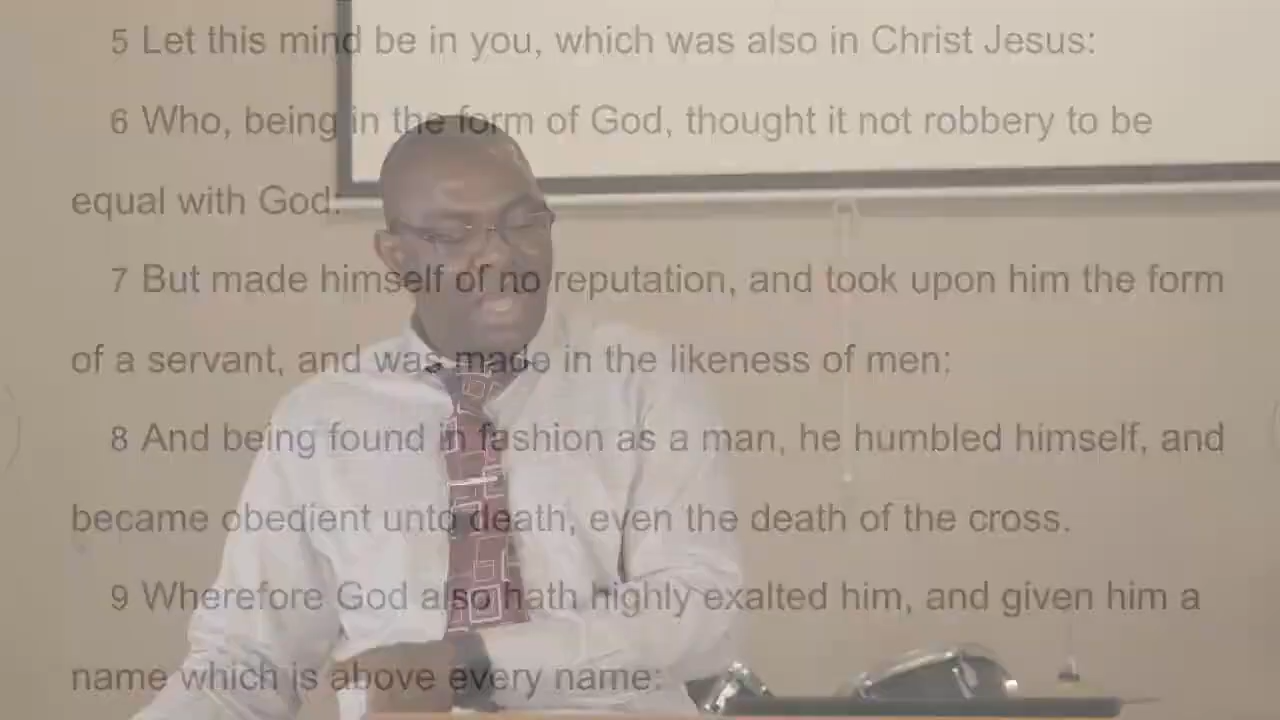 5 Let this mind be in you, which was also in Christ Jesus:
6 Who, being in the form of God, thought it not robbery to be
equal with God:
7 But made himself of no reputation, and took upon him the form
of a servant, and was made in the likeness of men:
8 And being found in fashion as a man, he humbled himself, and
became obedient unto death, even the death of the cross.
9 Wherefore God also hath highly exalted him, and given him a
name which is above every name: